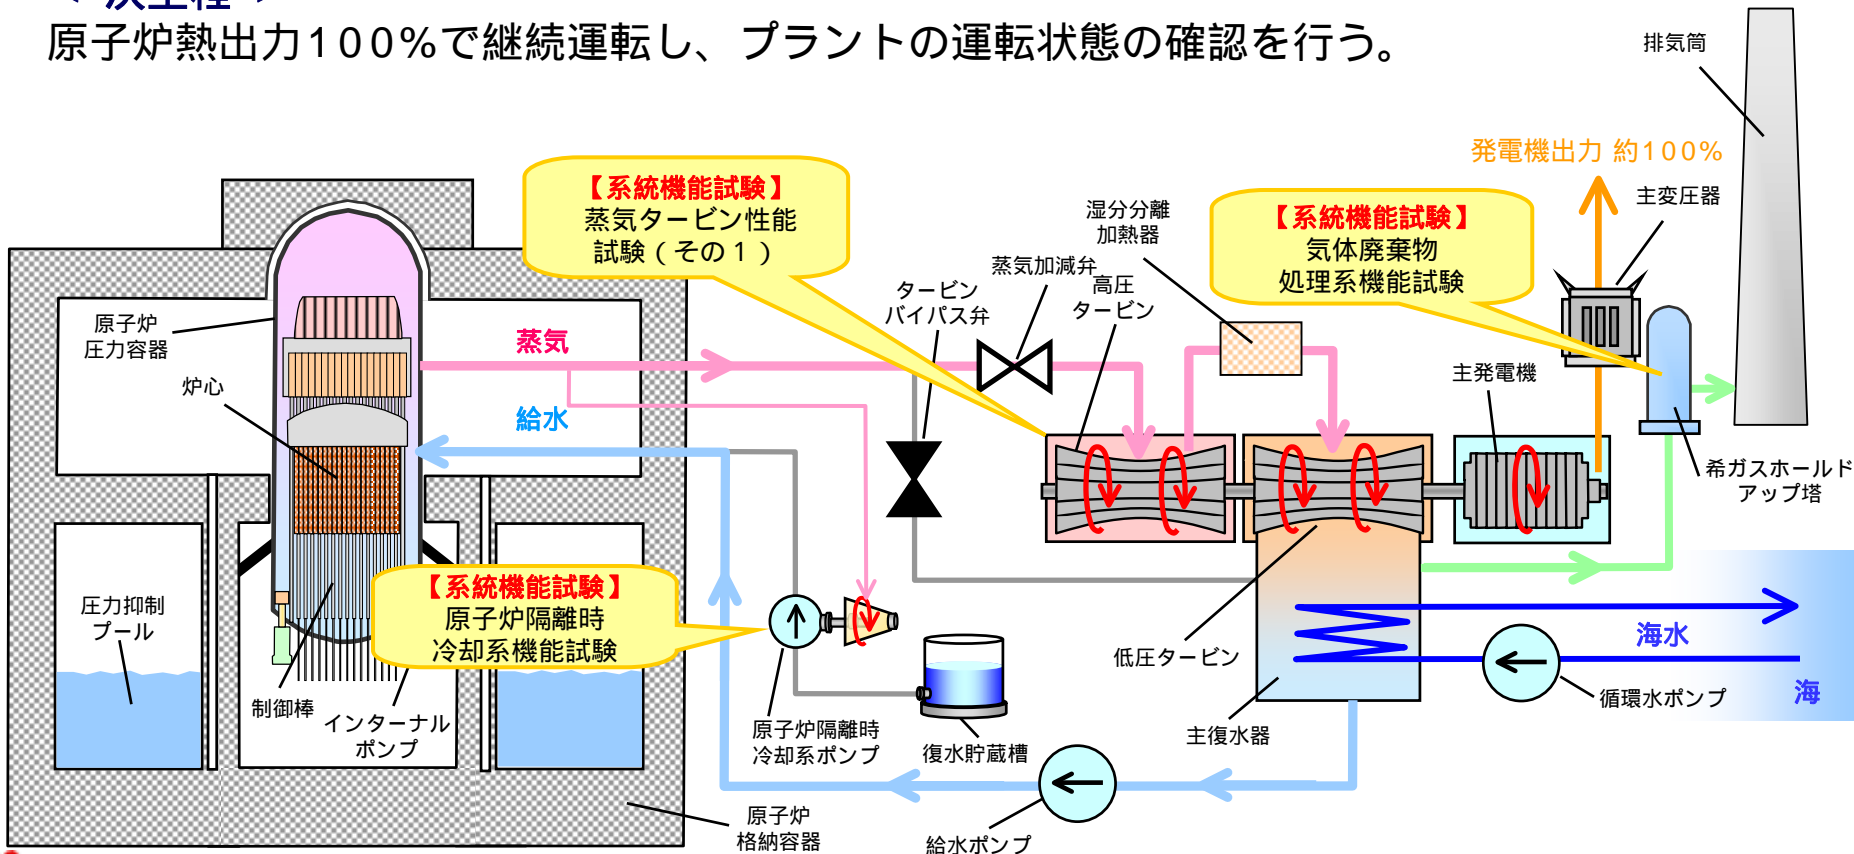 <次工程>
原子炉熱出力100%で継続運転し、プラントの運転状態の確認を行う。
排気筒
発電機出力 約100%
主変圧器
【系統機能試験】
蒸気タービン性能
試験(その1)
湿分分離
加熱器
【系統機能試験】
気体廃棄物
処理系機能試験
蒸気加減弁
高圧
タービン
タービン
バイパス弁
原子炉
圧力容器
蒸気
炉心
主発電機
給水
希ガスホールド
アップ塔
【系統機能試験】
原子炉隔離時
冷却系機能試験
圧力抑制
プール
海水
低圧タービン
海
循環水ポンプ
制御棒
インターナル
ポンプ
原子炉隔離時
冷却系ポンプ
復水貯蔵槽
主復水器
原子炉
格納容器
給水ポンプ